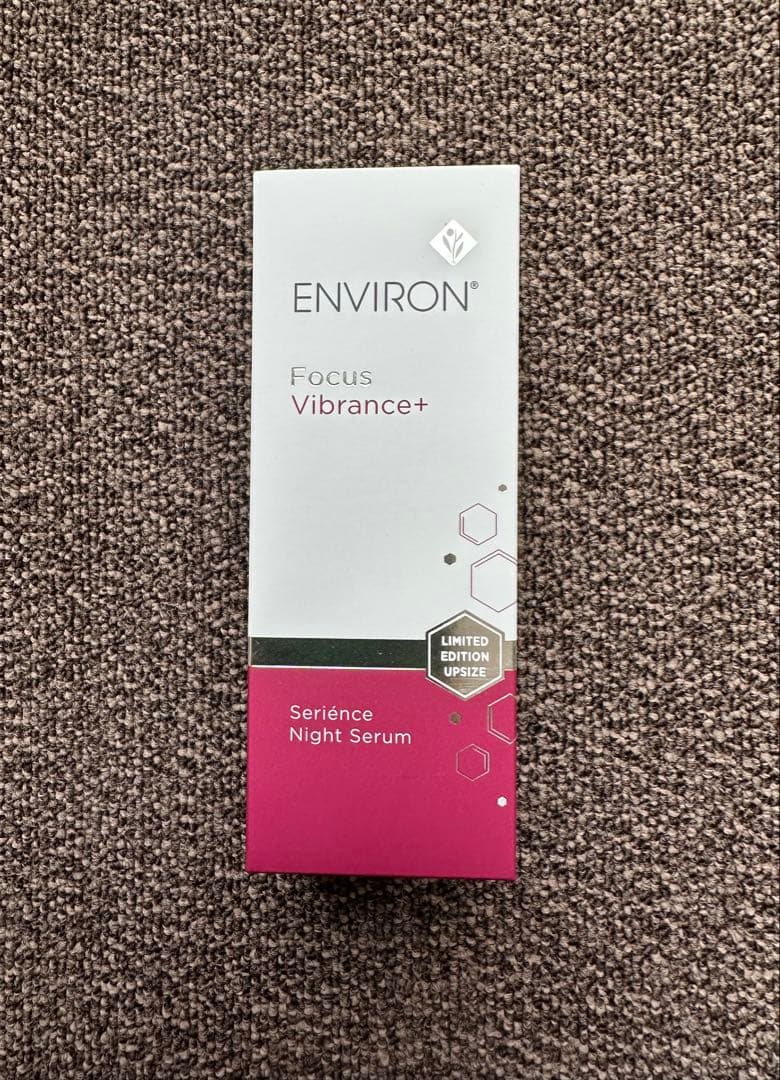 ENVIRON®
Focus
Vibrance+
LIMITED
EDITION
UPSIZE
Seriénce
Night Serum